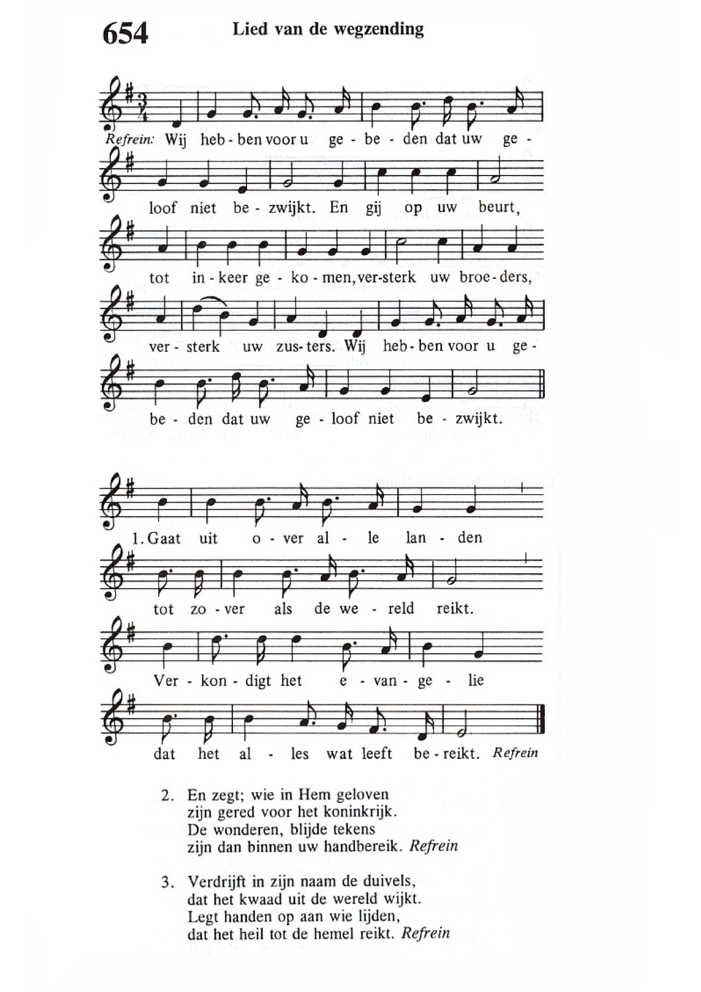 654
Lied van de wegzending
3
4
Refrein: Wij heb - ben voor u ge - be - den dat uw ge -
loof niet be - zwijkt. En gij op uw beurt,
tot in - keer ge - ko - men, ver-sterk uw broe - ders,
ver - sterk uw zus- ters. Wij heb - ben voor u ge -
be - den dat uw ge - loof niet be - zwijkt.
1. Gaat uit o - ver al - le lan - den
tot zo - ver als de we - reld reikt.
Ver - kon - digt het e - van - ge - lie
dat het al - les wat leeft be - reikt. Refrein
2. En zegt; wie in Hem geloven
zijn gered voor het koninkrijk.
De wonderen, blijde tekens
zijn dan binnen uw handbereik. Refrein
3. Verdrijft in zijn naam de duivels,
dat het kwaad uit de wereld wijkt.
Legt handen op aan wie lijden,
dat het heil tot de hemel reikt. Refrein